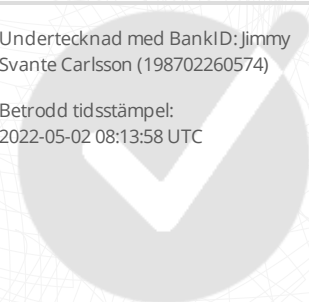 Undertecknad med BankID: Jimmy
Svante Carlsson (198702260574)
Betrodd tidsstämpel:
2022-05-02 08:13:58 UTC